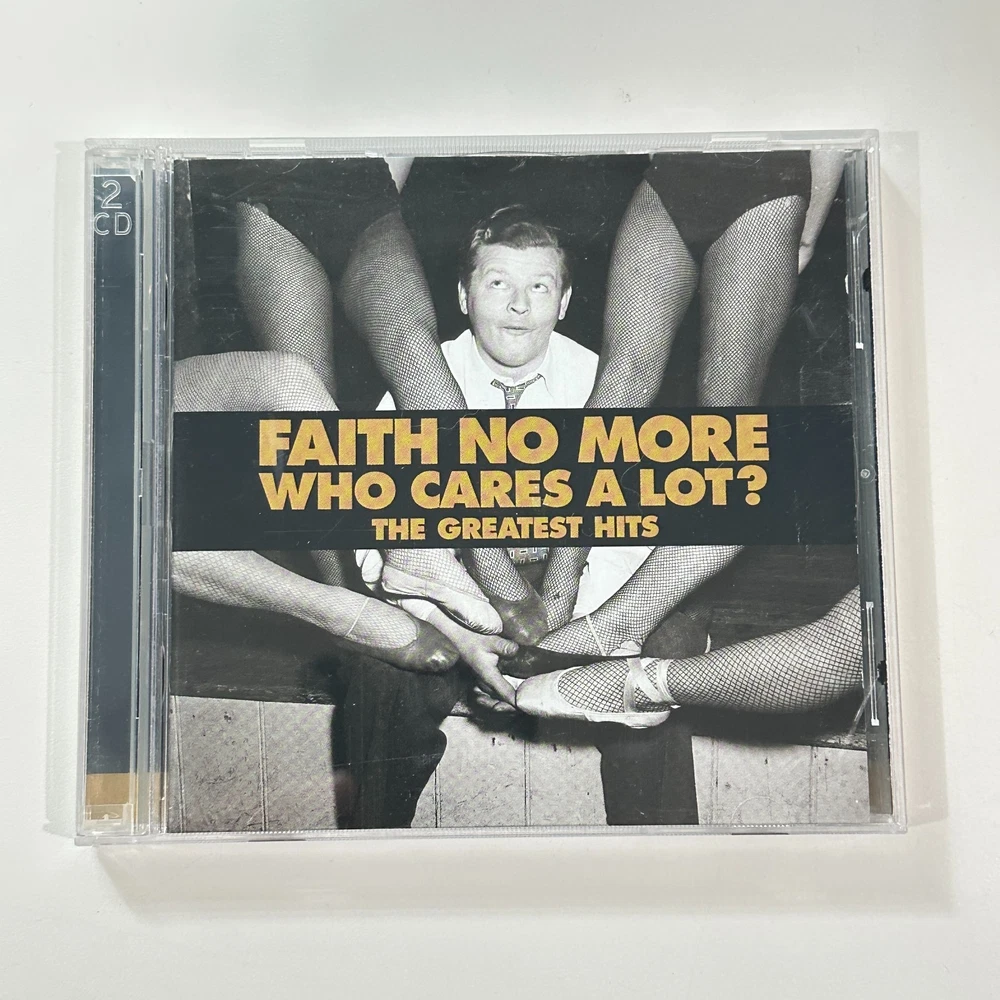 2
CD
FAITH NO MORE
WHO CARES A LOT?
THE GREATEST HITS